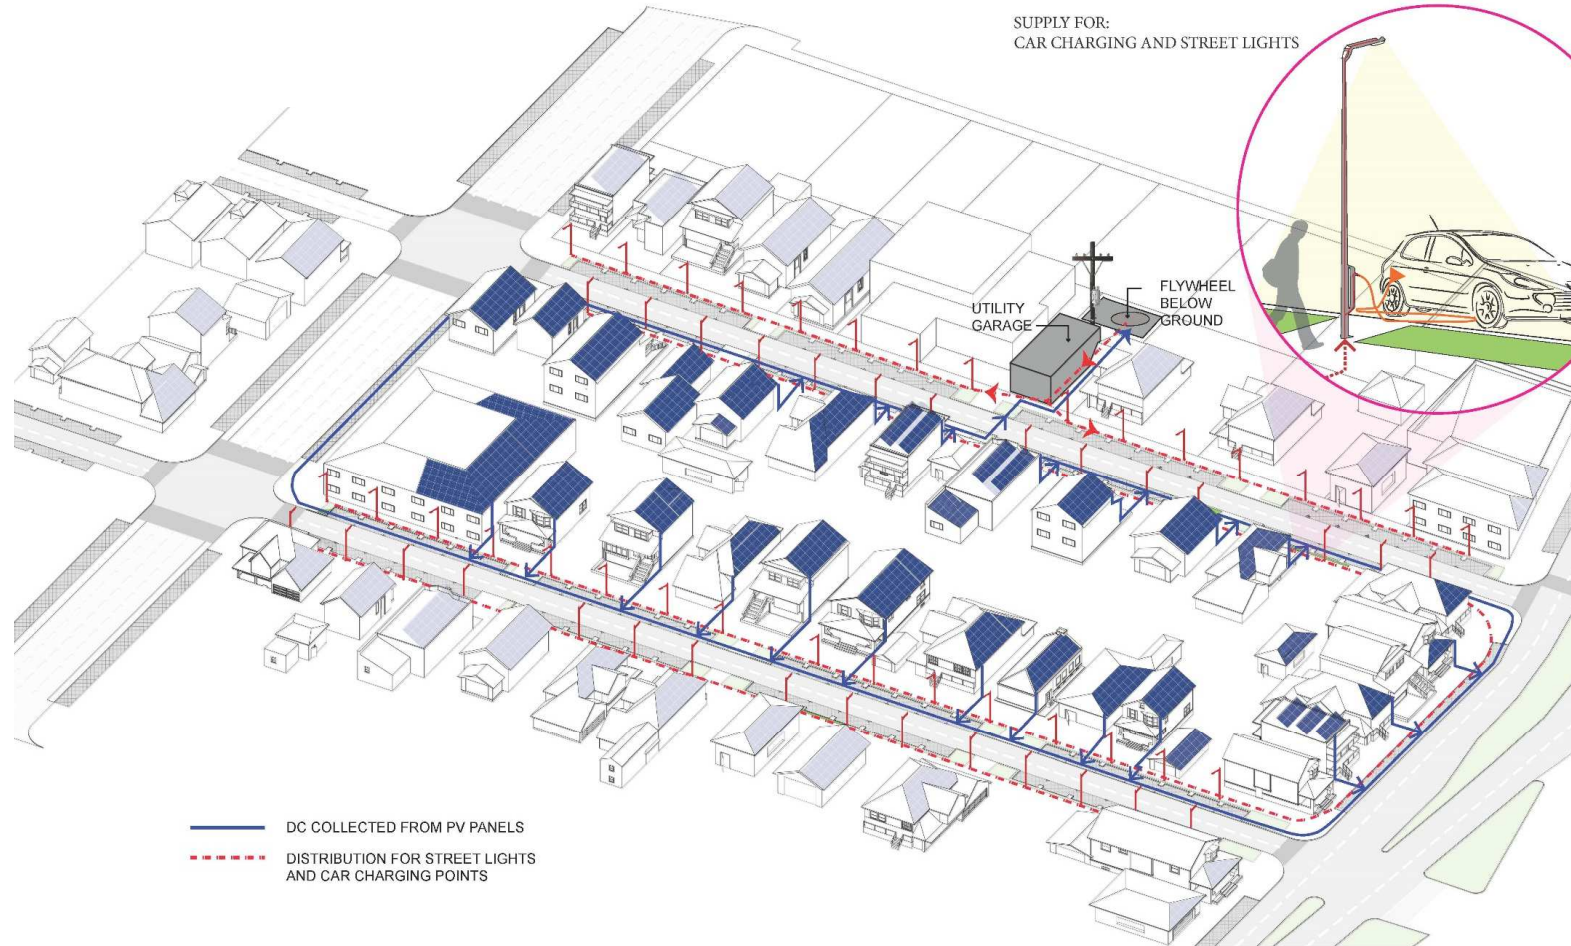 SUPPLY FOR:
CAR CHARGING AND STREET LIGHTS
FLYWHEEL
BELOW
GROUND
UTILITY
GARAGE
DC COLLECTED FROM PV PANELS
DISTRIBUTION FOR STREET LIGHTS
AND CAR CHARGING POINTS